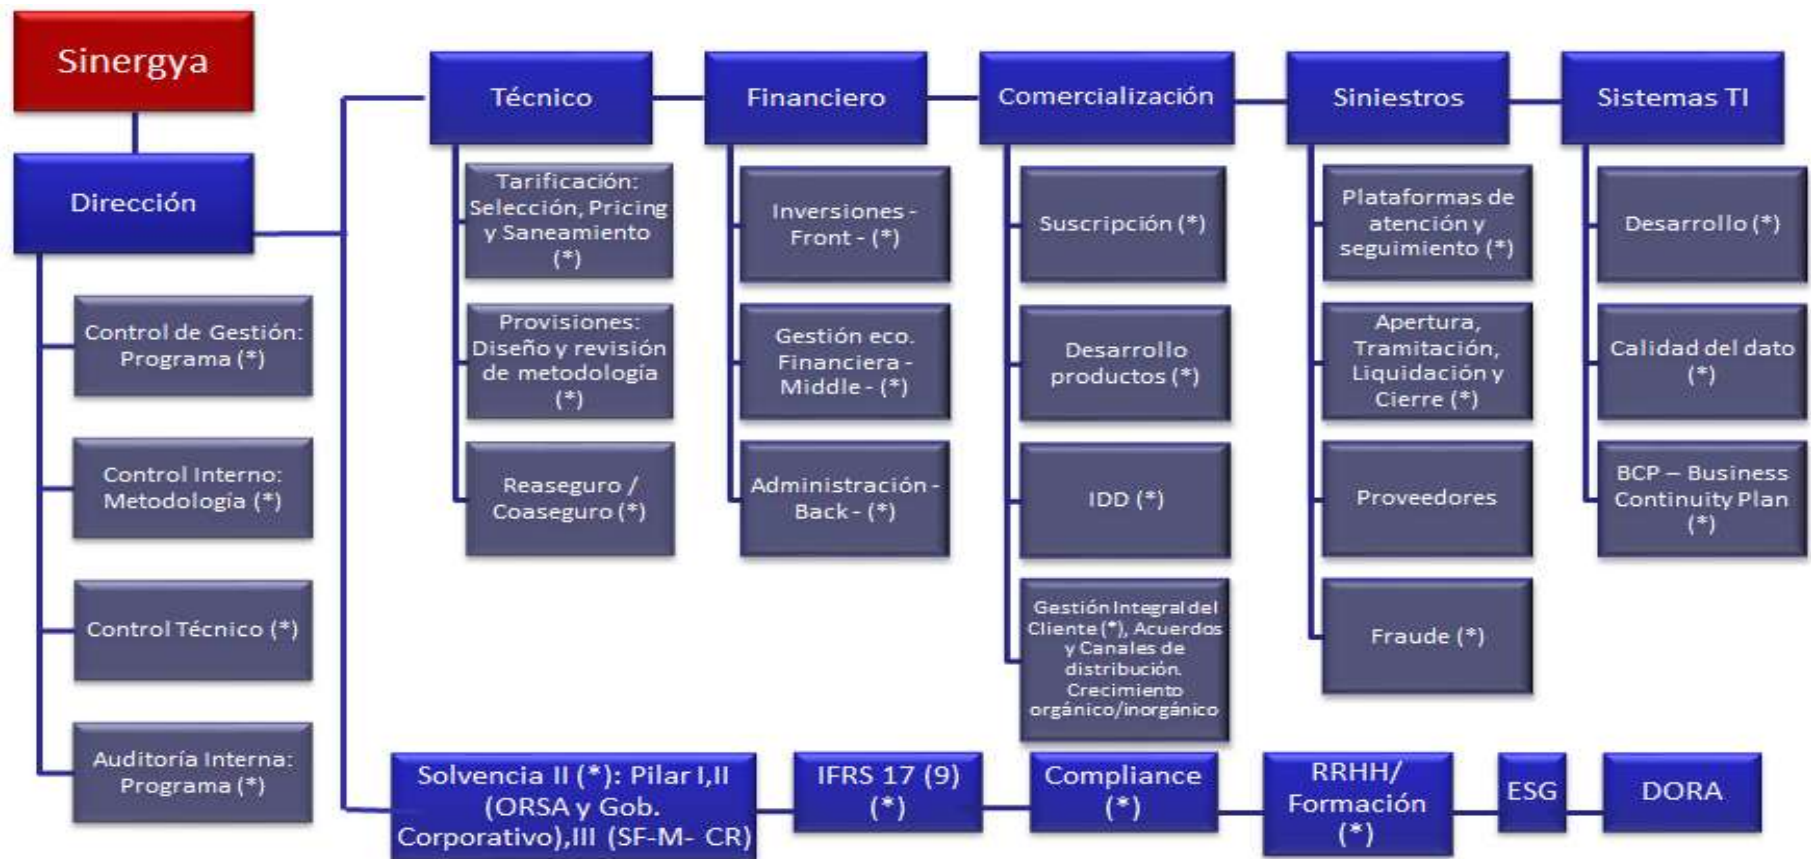 Sinergya
Dirección
Control de Gestión:
Programa (*)
Control Interno:
Metodología (*)
Control Técnico (*)
Auditoría Interna:
Programa (*)
Técnico
Tarificación:
Selección, Pricing
y Saneamiento
(*)
Provisiones:
Diseño y revisión
de metodología
(*)
Reaseguro /
Coaseguro (*)
Financiero
Inversiones -
Front - (*)
Gestión eco.
Financiera -
Middle - (*)
Administración -
Back - (*)
Comercialización
Suscripción (*)
Desarrollo
productos (*)
IDD (*)
Gestión Integral del
Cliente (*), Acuerdos
y Canales de
distribución.
Crecimiento
orgánico/inorgánico
Siniestros
Plataformas de
atención y
seguimiento (*)
Apertura,
Tramitación,
Liquidación y
Cierre (*)
Proveedores
Fraude (*)
Sistemas TI
Desarrollo (*)
Calidad del dato
(*)
BCP – Business
Continuity Plan
(*)
Solvencia II (*): Pilar I,II
(ORSA y Gob.
Corporativo),III (SF-M- CR)
IFRS 17 (9)
(*)
Compliance
(*)
RRHH/
Formación
(*)
ESG
DORA